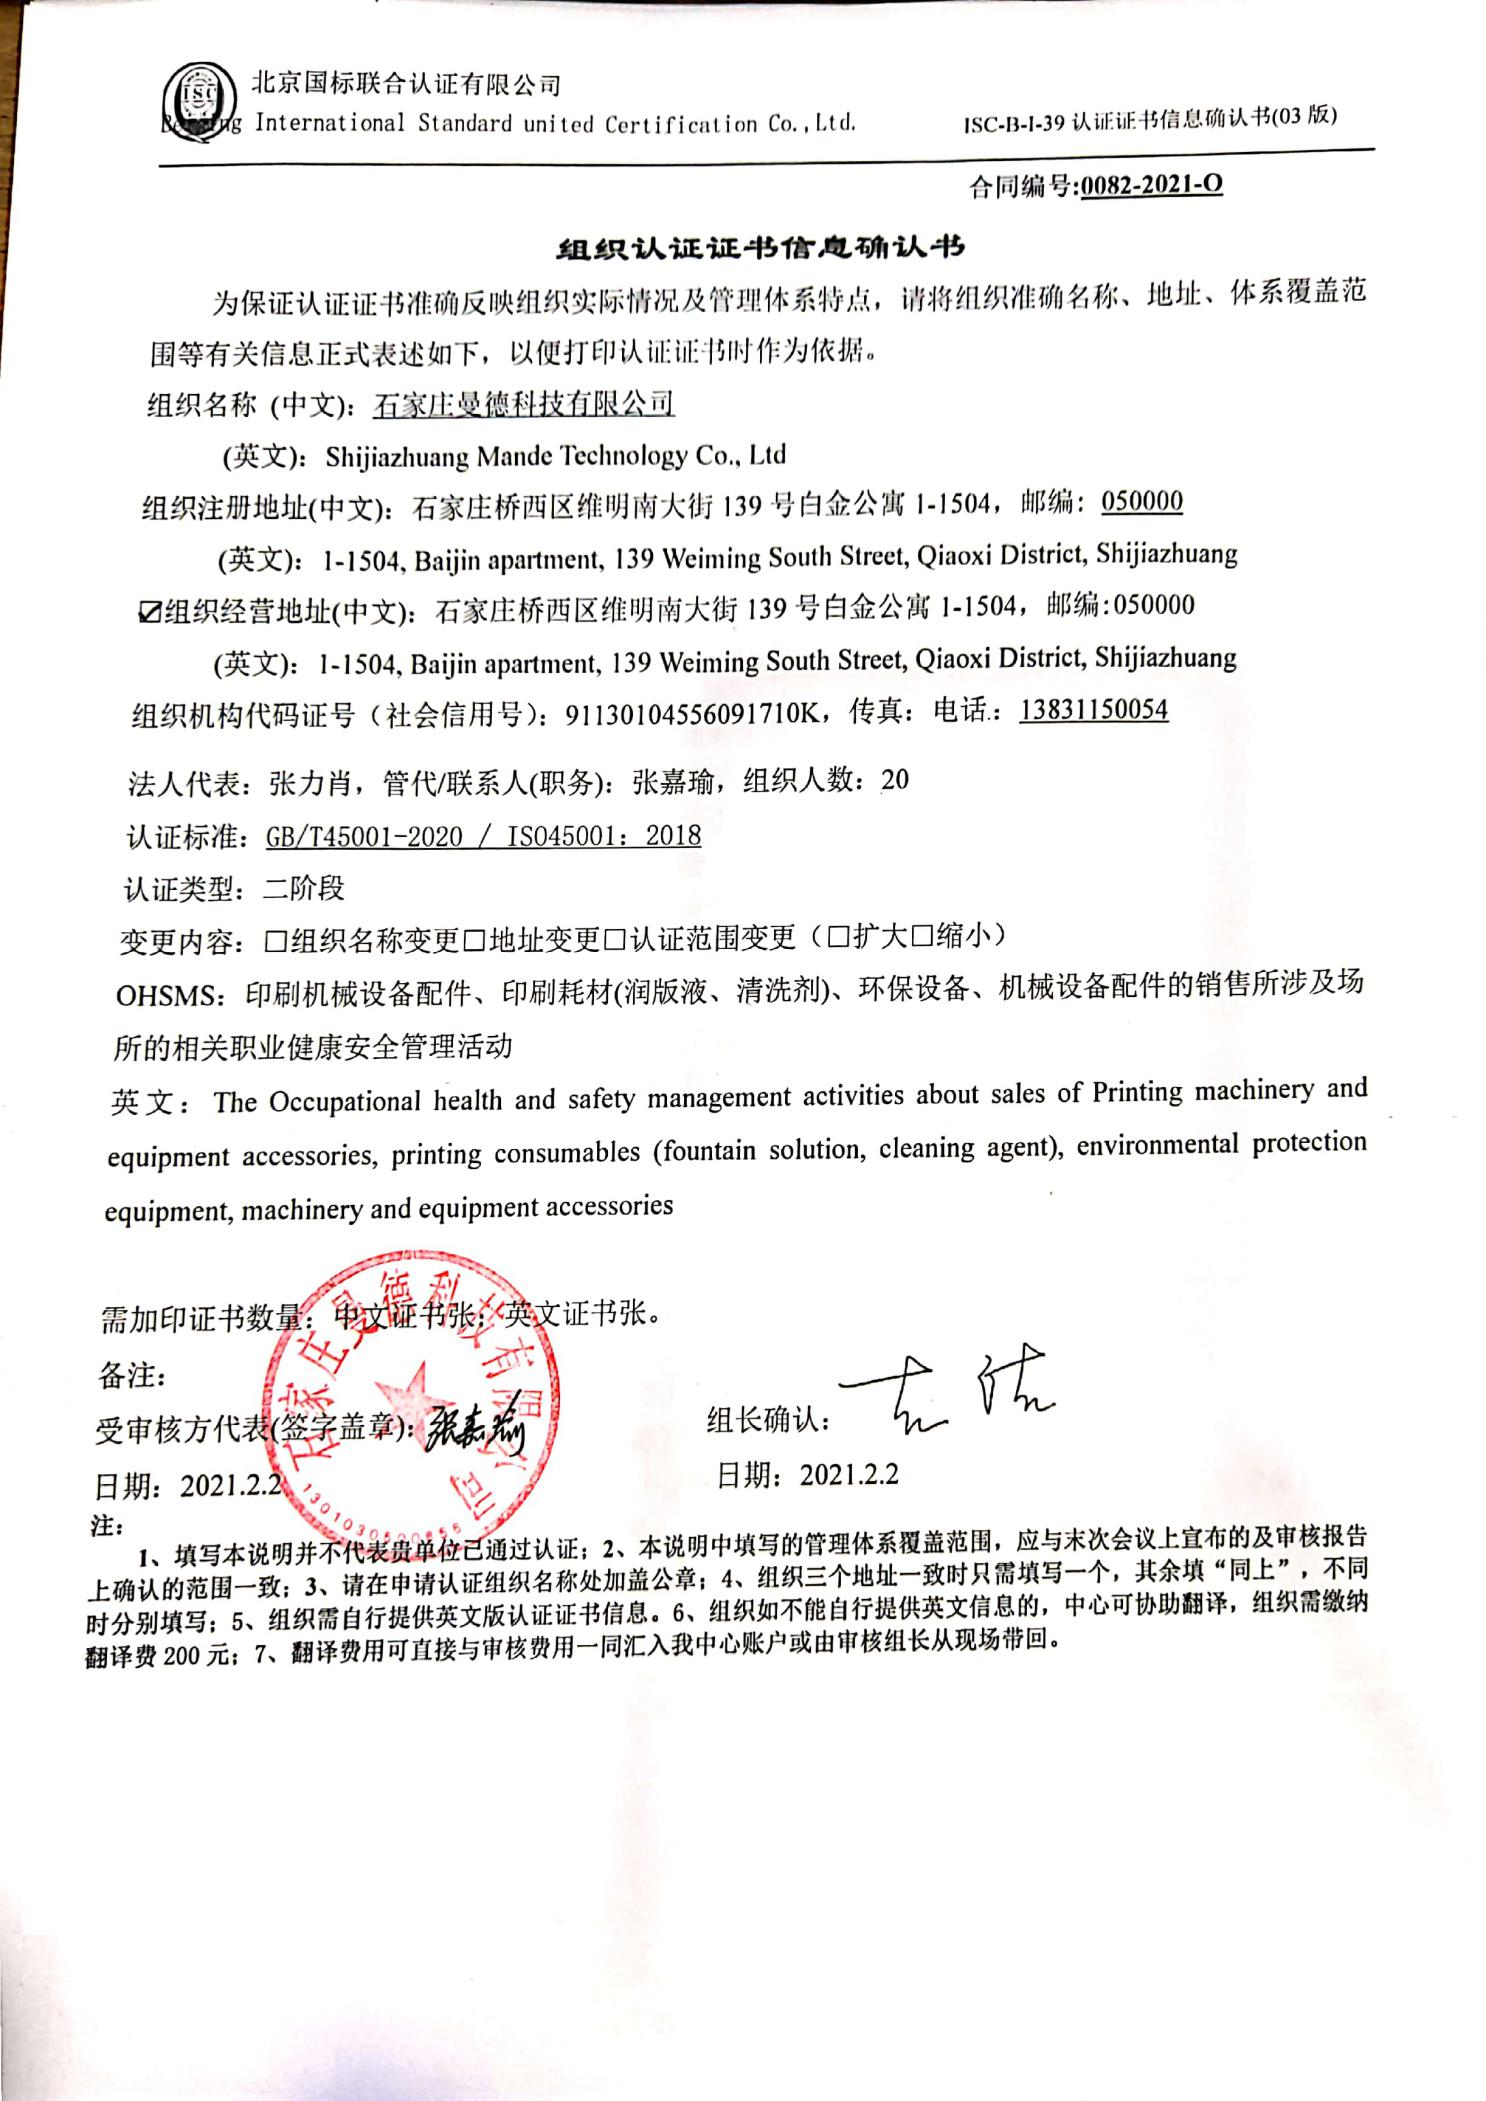 ISC
北京国标联合认证有限公司
Beijing International Standard united Certification Co.,Ltd.
ISC-B-I-39 认证证书信息确认书(03 版)
合同编号:0082-2021-O
组织认证证书信息确认书
为保证认证证书准确反映组织实际情况及管理体系特点，请将组织准确名称、地址、体系覆盖范
围等有关信息正式表述如下，以便打印认证证书时作为依据。
组织名称 (中文)：石家庄曼德科技有限公司
(英文)：Shijiazhuang Mande Technology Co., Ltd
组织注册地址(中文)：石家庄桥西区维明南大街 139 号白金公寓 1-1504，邮编：050000
(英文)：1-1504, Baijin apartment, 139 Weiming South Street, Qiaoxi District, Shijiazhuang
☑组织经营地址(中文)：石家庄桥西区维明南大街 139 号白金公寓 1-1504，邮编:050000
(英文)：1-1504, Baijin apartment, 139 Weiming South Street, Qiaoxi District, Shijiazhuang
组织机构代码证号（社会信用号）：91130104556091710K，传真：电话.：13831150054
法人代表：张力肖，管代/联系人(职务)：张嘉瑜，组织人数：20
认证标准：GB/T45001-2020 / ISO45001：2018
认证类型：二阶段
变更内容：□组织名称变更□地址变更□认证范围变更（□扩大□缩小）
OHSMS：印刷机械设备配件、印刷耗材(润版液、清洗剂)、环保设备、机械设备配件的销售所涉及场
所的相关职业健康安全管理活动
英文：The Occupational health and safety management activities about sales of Printing machinery and
equipment accessories, printing consumables (fountain solution, cleaning agent), environmental protection
equipment, machinery and equipment accessories
需加印证书数量：中文证书张；英文证书张。
备注：
受审核方代表(签字盖章)：张嘉瑜
组长确认：
日期：2021.2.2
日期：2021.2.2
石家庄曼德科技有限公司
注：
1、填写本说明并不代表贵单位已通过认证；2、本说明中填写的管理体系覆盖范围，应与末次会议上宣布的及审核报告
上确认的范围一致；3、请在申请认证组织名称处加盖公章；4、组织三个地址一致时只需填写一个，其余填“同上”，不同
时分别填写；5、组织需自行提供英文版认证证书信息。6、组织如不能自行提供英文信息的，中心可协助翻译，组织需缴纳
翻译费 200 元；7、翻译费用可直接与审核费用一同汇入我中心账户或由审核组长从现场带回。